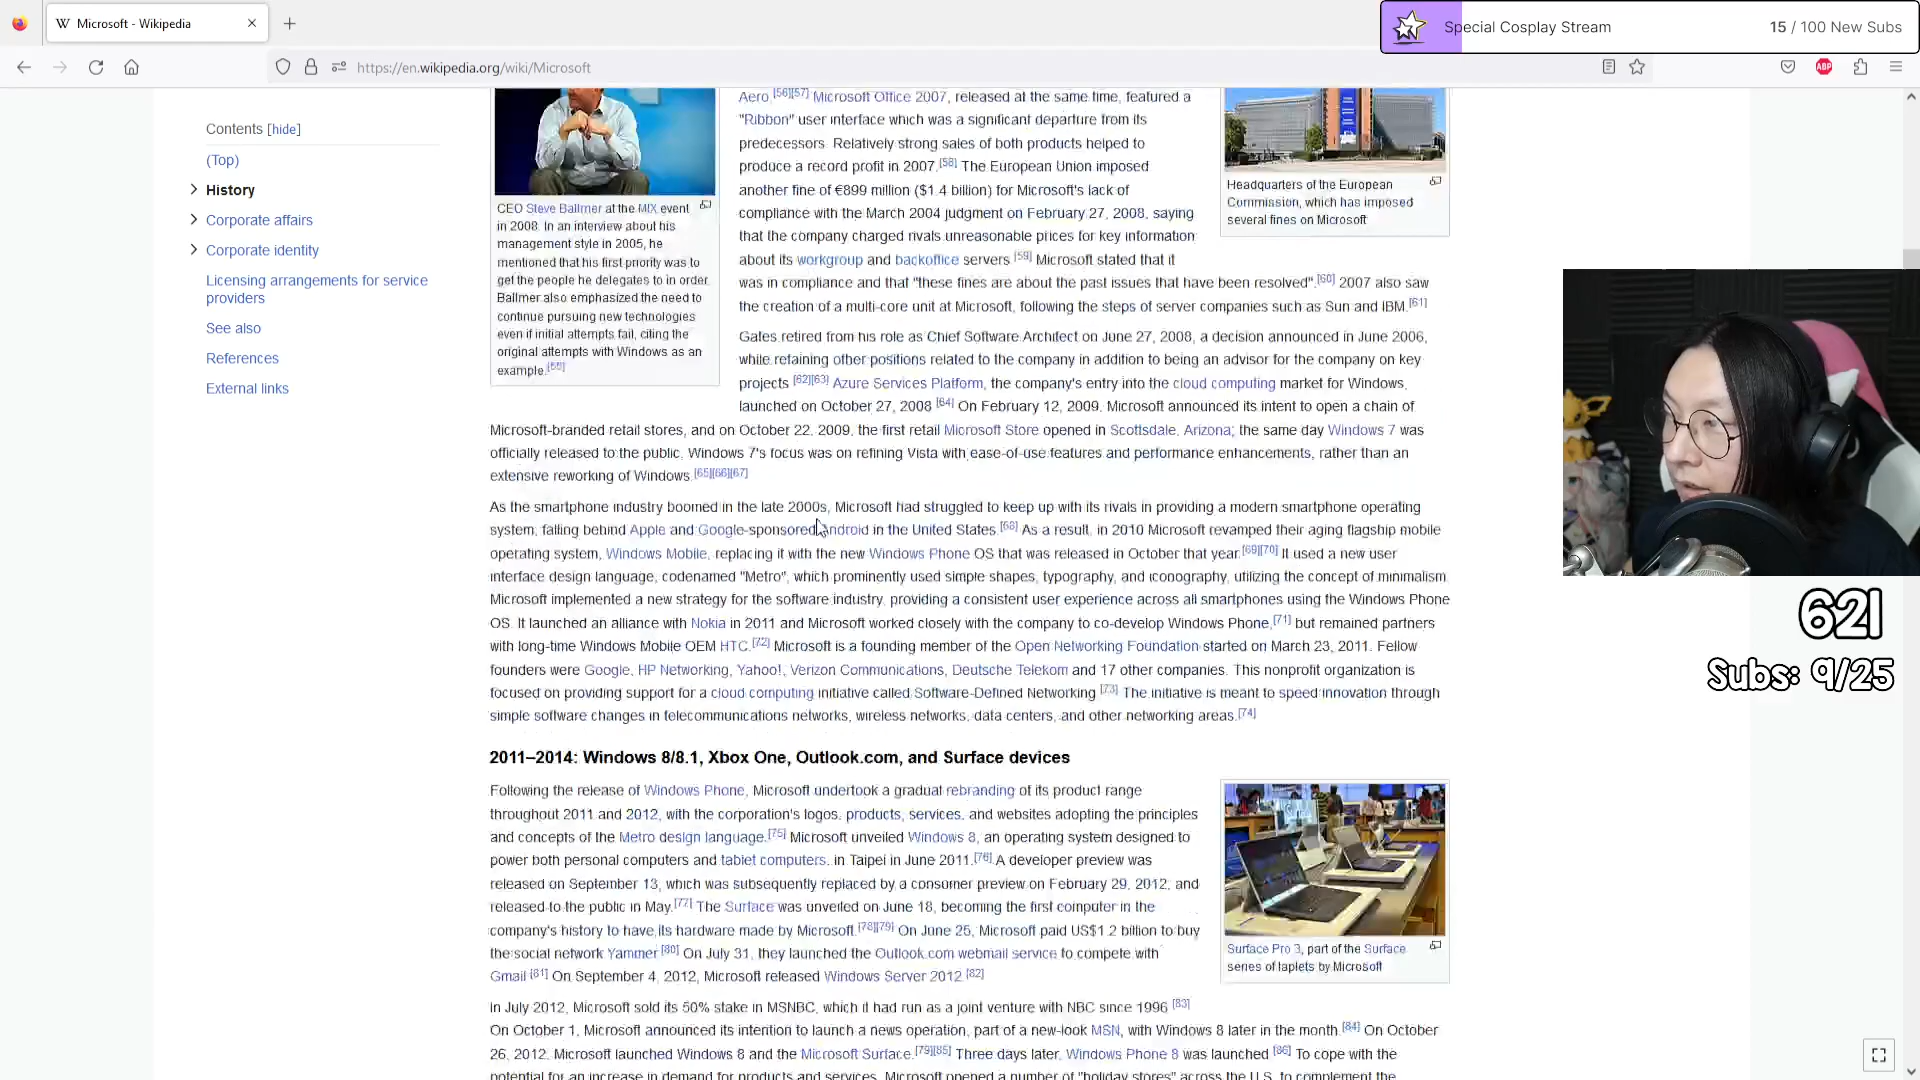 Microsoft - Wikipedia
Special Cosplay Stream
15 / 100 New Subs
https://en.wikipedia.org/wiki/Microsoft
ABP
Contents [hide]
(Top)
History
Corporate affairs
Corporate identity
Licensing arrangements for service
providers
See also
References
External links
CEO Steve Ballmer at the MIX event
in 2008. In an interview about his
management style in 2005, he
mentioned that his first priority was to
get the people he delegates to in order.
Ballmer also emphasized the need to
continue pursuing new technologies
even if initial attempts fail, citing the
original attempts with Windows as an
example.[55]
Aero.[56][57] Microsoft Office 2007, released at the same time, featured a
"Ribbon" user interface which was a significant departure from its
predecessors. Relatively strong sales of both products helped to
produce a record profit in 2007.[58] The European Union imposed
another fine of €899 million ($1.4 billion) for Microsoft's lack of
compliance with the March 2004 judgment on February 27, 2008, saying
that the company charged rivals unreasonable prices for key information
about its workgroup and backoffice servers.[59] Microsoft stated that it
was in compliance and that "these fines are about the past issues that have been resolved".[60] 2007 also saw
the creation of a multi-core unit at Microsoft, following the steps of server companies such as Sun and IBM.[61]
Headquarters of the European
Commission, which has imposed
several fines on Microsoft
Gates retired from his role as Chief Software Architect on June 27, 2008, a decision announced in June 2006,
while retaining other positions related to the company in addition to being an advisor for the company on key
projects.[62][63] Azure Services Platform, the company's entry into the cloud computing market for Windows,
launched on October 27, 2008.[64] On February 12, 2009, Microsoft announced its intent to open a chain of
Microsoft-branded retail stores, and on October 22, 2009, the first retail Microsoft Store opened in Scottsdale, Arizona; the same day Windows 7 was
officially released to the public. Windows 7's focus was on refining Vista with ease-of-use features and performance enhancements, rather than an
extensive reworking of Windows.[65][66][67]
As the smartphone industry boomed in the late 2000s, Microsoft had struggled to keep up with its rivals in providing a modern smartphone operating
system, falling behind Apple and Google-sponsored Android in the United States.[68] As a result, in 2010 Microsoft revamped their aging flagship mobile
operating system, Windows Mobile, replacing it with the new Windows Phone OS that was released in October that year.[69][70] It used a new user
interface design language, codenamed "Metro", which prominently used simple shapes, typography, and iconography, utilizing the concept of minimalism.
Microsoft implemented a new strategy for the software industry, providing a consistent user experience across all smartphones using the Windows Phone
OS. It launched an alliance with Nokia in 2011 and Microsoft worked closely with the company to co-develop Windows Phone,[71] but remained partners
with long-time Windows Mobile OEM HTC.[72] Microsoft is a founding member of the Open Networking Foundation started on March 23, 2011. Fellow
founders were Google, HP Networking, Yahoo!, Verizon Communications, Deutsche Telekom and 17 other companies. This nonprofit organization is
focused on providing support for a cloud computing initiative called Software-Defined Networking.[73] The initiative is meant to speed innovation through
simple software changes in telecommunications networks, wireless networks, data centers, and other networking areas.[74]
2011–2014: Windows 8/8.1, Xbox One, Outlook.com, and Surface devices
Following the release of Windows Phone, Microsoft undertook a gradual rebranding of its product range
throughout 2011 and 2012, with the corporation's logos, products, services, and websites adopting the principles
and concepts of the Metro design language.[75] Microsoft unveiled Windows 8, an operating system designed to
power both personal computers and tablet computers, in Taipei in June 2011.[76] A developer preview was
released on September 13, which was subsequently replaced by a consumer preview on February 29, 2012, and
released to the public in May.[77] The Surface was unveiled on June 18, becoming the first computer in the
company's history to have its hardware made by Microsoft.[78][79] On June 25, Microsoft paid US$1.2 billion to buy
the social network Yammer.[80] On July 31, they launched the Outlook.com webmail service to compete with
Gmail.[81] On September 4, 2012, Microsoft released Windows Server 2012.[82]
Surface Pro 3, part of the Surface
series of laplets by Microsoft
In July 2012, Microsoft sold its 50% stake in MSNBC, which it had run as a joint venture with NBC since 1996.[83]
On October 1, Microsoft announced its intention to launch a news operation, part of a new-look MSN, with Windows 8 later in the month.[84] On October
26, 2012, Microsoft launched Windows 8 and the Microsoft Surface.[79][85] Three days later, Windows Phone 8 was launched.[86] To cope with the
potential for an increase in demand for products and services, Microsoft opened a number of "holiday stores" across the U.S. to complement the
621
Subs: 9/25